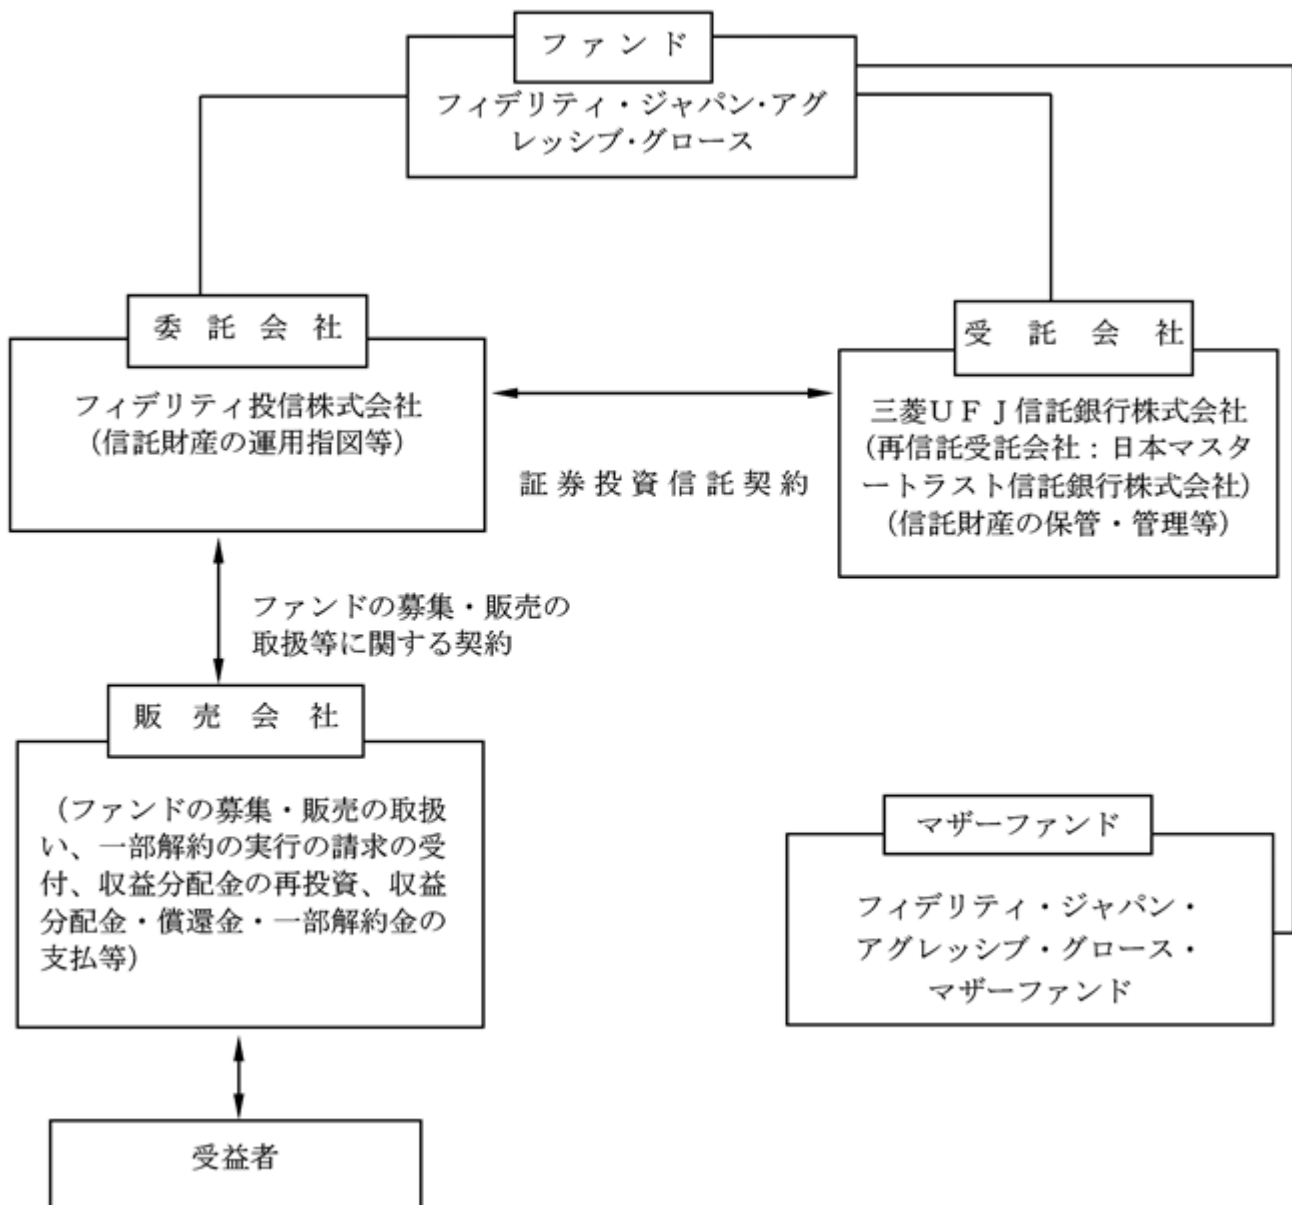 ファンド
フィデリティ・ジャパン・アグ
レッシブ・グロース
委託会社
フィデリティ投信株式会社
（信託財産の運用指図等）
証券投資信託契約
受託会社
三菱ＵＦＪ信託銀行株式会社
（再信託受託会社：日本マスタ
ートラスト信託銀行株式会社）
（信託財産の保管・管理等）
ファンドの募集・販売の
取扱等に関する契約
販売会社
（ファンドの募集・販売の取扱
い、一部解約の実行の請求の受
付、収益分配金の再投資、収益
分配金・償還金・一部解約金の
支払等）
マザーファンド
フィデリティ・ジャパン・
アグレッシブ・グロース・
マザーファンド
受益者